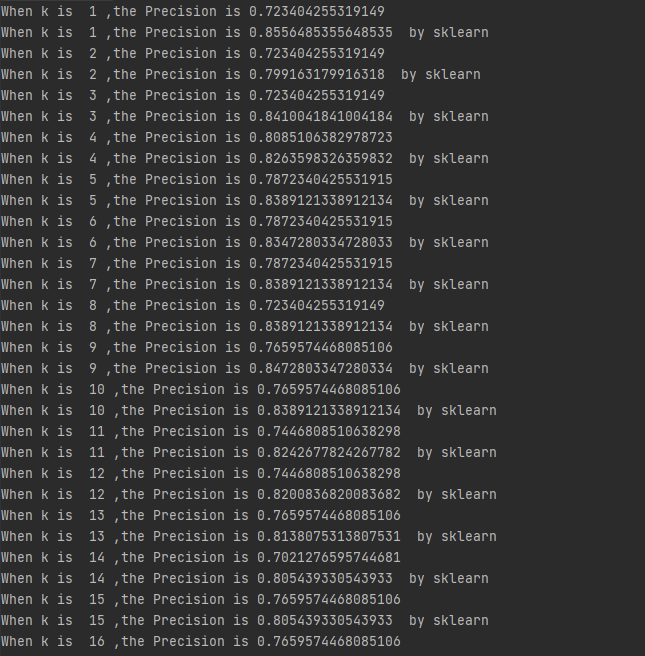 When k is  1 ,the Precision is 0.723404255319149
When k is  1 ,the Precision is 0.8556485355648535  by sklearn
When k is  2 ,the Precision is 0.723404255319149
When k is  2 ,the Precision is 0.799163179916318  by sklearn
When k is  3 ,the Precision is 0.723404255319149
When k is  3 ,the Precision is 0.8410041841004184  by sklearn
When k is  4 ,the Precision is 0.8085106382978723
When k is  4 ,the Precision is 0.8263598326359832  by sklearn
When k is  5 ,the Precision is 0.7872340425531915
When k is  5 ,the Precision is 0.8389121338912134  by sklearn
When k is  6 ,the Precision is 0.7872340425531915
When k is  6 ,the Precision is 0.8347280334728033  by sklearn
When k is  7 ,the Precision is 0.7872340425531915
When k is  7 ,the Precision is 0.8389121338912134  by sklearn
When k is  8 ,the Precision is 0.723404255319149
When k is  8 ,the Precision is 0.8389121338912134  by sklearn
When k is  9 ,the Precision is 0.7659574468085106
When k is  9 ,the Precision is 0.8472803347280334  by sklearn
When k is  10 ,the Precision is 0.7659574468085106
When k is  10 ,the Precision is 0.8389121338912134  by sklearn
When k is  11 ,the Precision is 0.7446808510638298
When k is  11 ,the Precision is 0.8242677824267782  by sklearn
When k is  12 ,the Precision is 0.7446808510638298
When k is  12 ,the Precision is 0.8200836820083682  by sklearn
When k is  13 ,the Precision is 0.7659574468085106
When k is  13 ,the Precision is 0.8138075313807531  by sklearn
When k is  14 ,the Precision is 0.7021276595744681
When k is  14 ,the Precision is 0.805439330543933  by sklearn
When k is  15 ,the Precision is 0.7659574468085106
When k is  15 ,the Precision is 0.805439330543933  by sklearn
When k is  16 ,the Precision is 0.7659574468085106